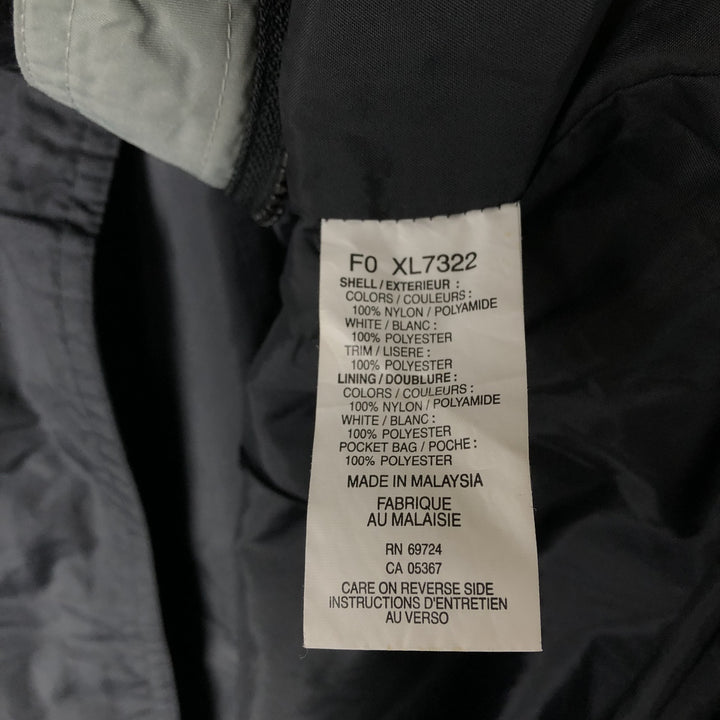 F0 XL7322
SHELL / EXTERIEUR :
COLORS / COULEURS :
100% NYLON / POLYAMIDE
WHITE / BLANC :
100% POLYESTER
TRIM / LISERE :
100% POLYESTER
LINING / DOUBLURE :
COLORS / COULEURS :
100% NYLON / POLYAMIDE
WHITE / BLANC :
100% POLYESTER
POCKET BAG / POCHE :
100% POLYESTER
MADE IN MALAYSIA
FABRIQUE
AU MALAISIE
RN 69724
CA 05367
CARE ON REVERSE SIDE
INSTRUCTIONS D'ENTRETIEN
AU VERSO